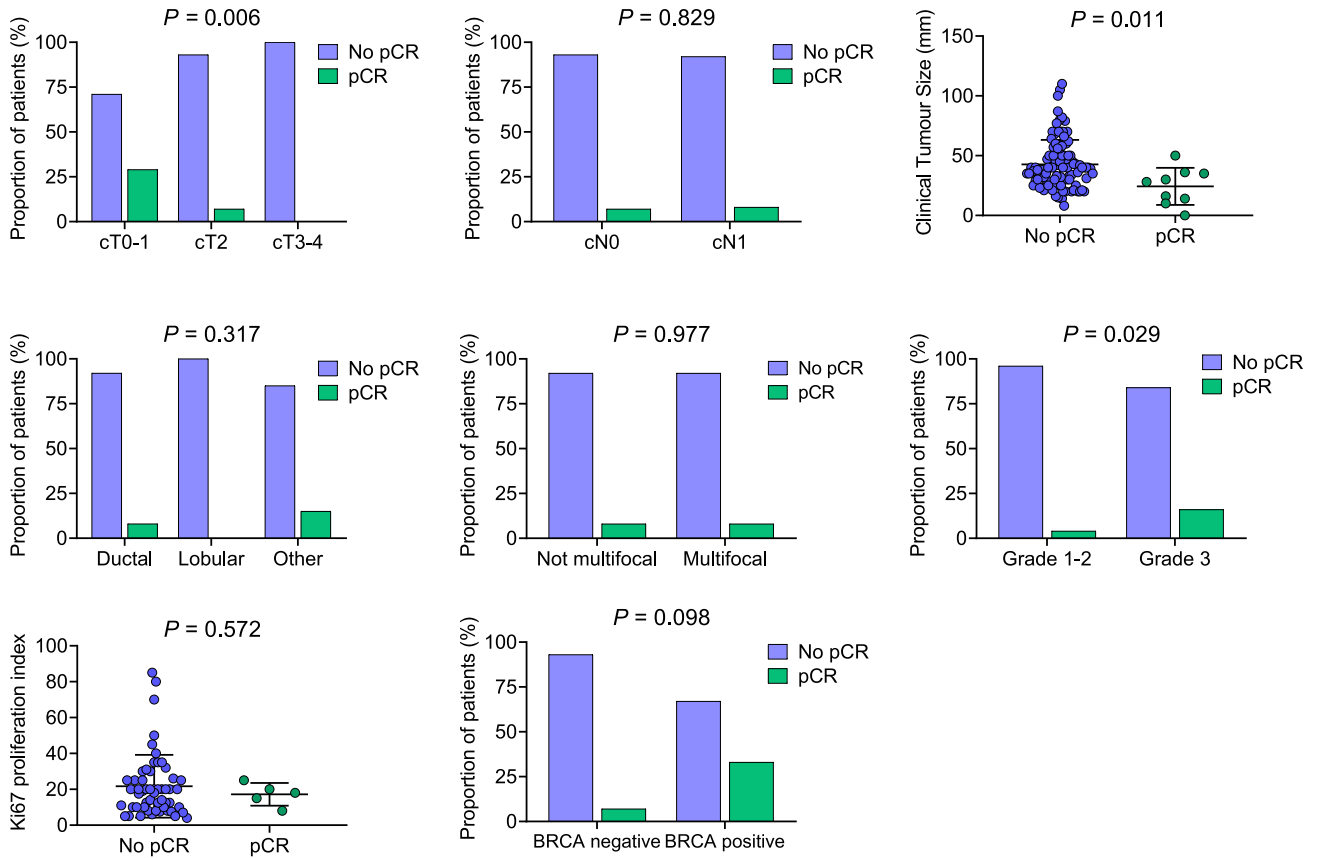 P = 0.006
Proportion of patients (%)
100
75
50
25
0
cT0-1 cT2 cT3-4
No pCR
pCR
P = 0.829
Proportion of patients (%)
100
75
50
25
0
cN0 cN1
No pCR
pCR
P = 0.011
Clinical Tumour Size (mm)
150
100
50
0
No pCR pCR
P = 0.317
Proportion of patients (%)
100
75
50
25
0
Ductal Lobular Other
No pCR
pCR
P = 0.977
Proportion of patients (%)
100
75
50
25
0
Not multifocal Multifocal
No pCR
pCR
P = 0.029
Proportion of patients (%)
100
75
50
25
0
Grade 1-2 Grade 3
No pCR
pCR
P = 0.572
Ki67 proliferation index
100
80
60
40
20
0
No pCR pCR
P = 0.098
Proportion of patients (%)
100
75
50
25
0
BRCA negative BRCA positive
No pCR
pCR